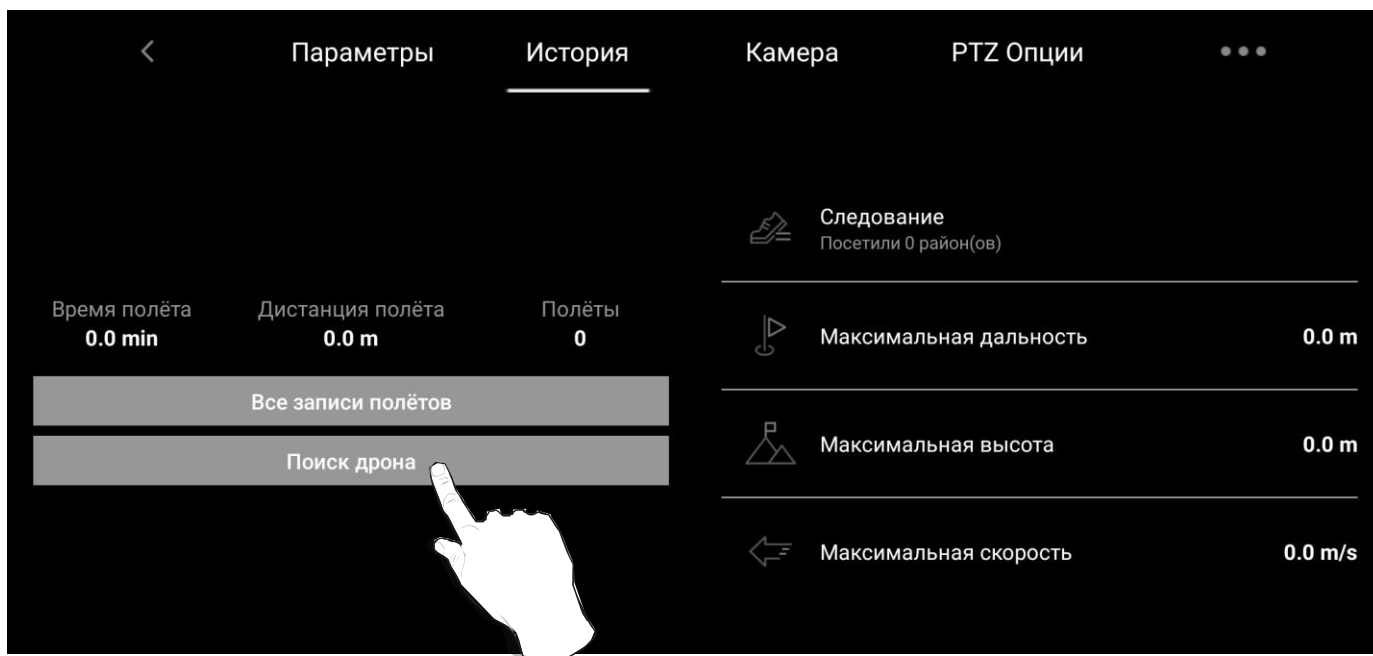 Параметры
История
Камера
PTZ Опции
Время полёта
0.0 min
Дистанция полёта
0.0 m
Полёты
0
Все записи полётов
Поиск дрона
Следование
Посетили 0 район(ов)
Максимальная дальность 0.0 m
Максимальная высота 0.0 m
Максимальная скорость 0.0 m/s